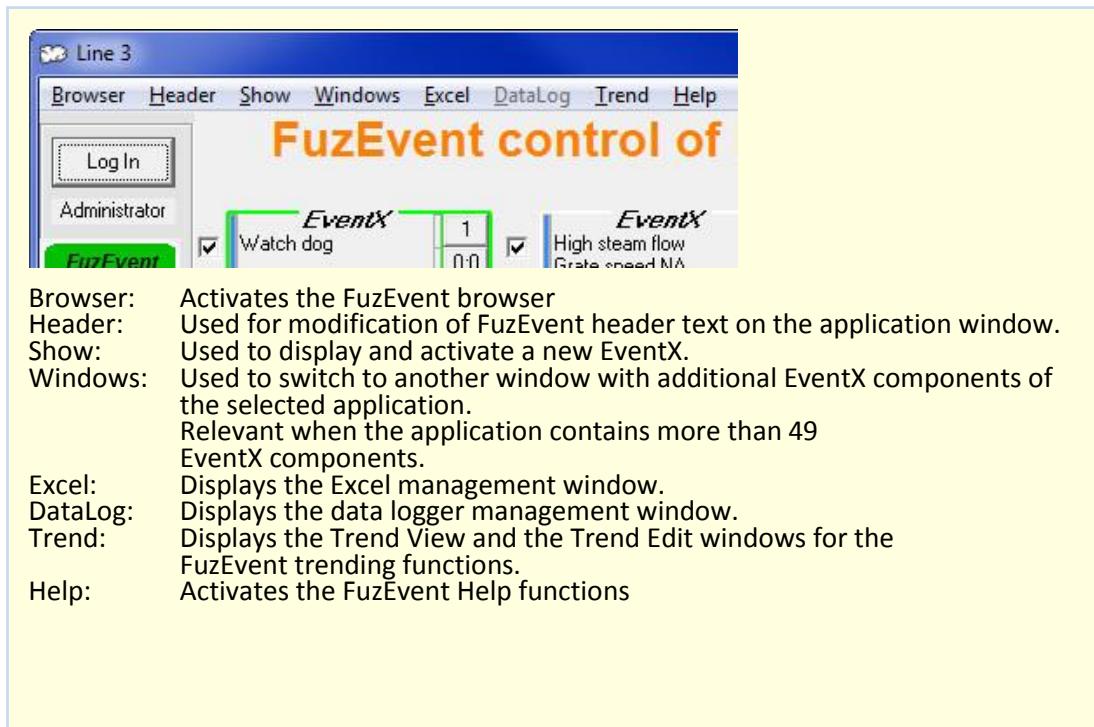 Line 3
Browser Header Show Windows Excel DataLog Trend Help
FuzEvent control of
Log In
Administrator
FuzEvent
EventX
Watch dog
1
0:0
EventX
High steam flow
Grate speed NA
Browser: Activates the FuzEvent browser
Header: Used for modification of FuzEvent header text on the application window.
Show: Used to display and activate a new EventX.
Windows: Used to switch to another window with additional EventX components of
the selected application.
Relevant when the application contains more than 49
EventX components.
Excel: Displays the Excel management window.
DataLog: Displays the data logger management window.
Trend: Displays the Trend View and the Trend Edit windows for the
FuzEvent trending functions.
Help: Activates the FuzEvent Help functions